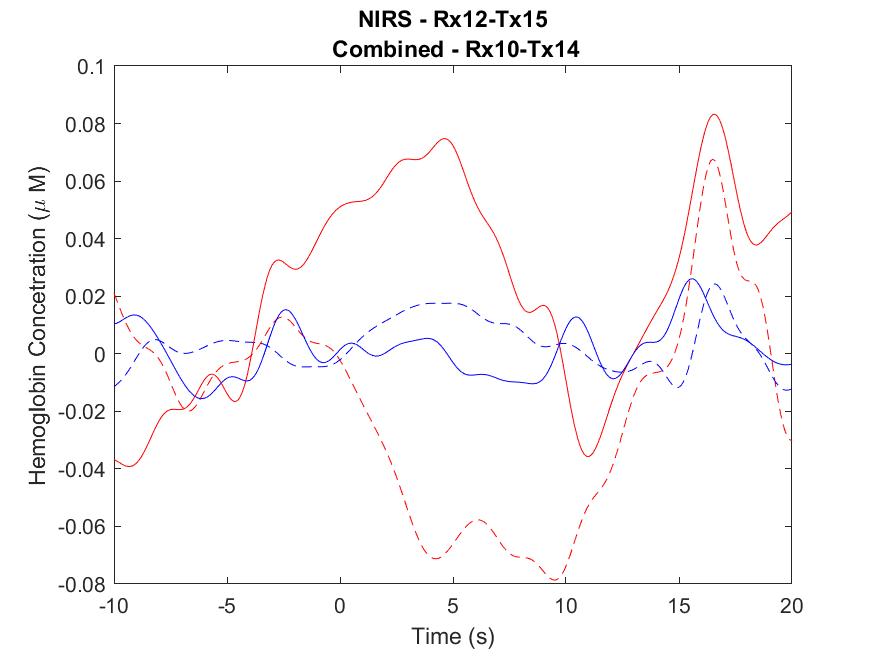 NIRS - Rx12-Tx15
Combined - Rx10-Tx14
0.1
0.08
0.06
0.04
0.02
0
-0.02
-0.04
-0.06
-0.08
Hemoglobin Concetration (μ M)
-10 -5 0 5 10 15 20
Time (s)